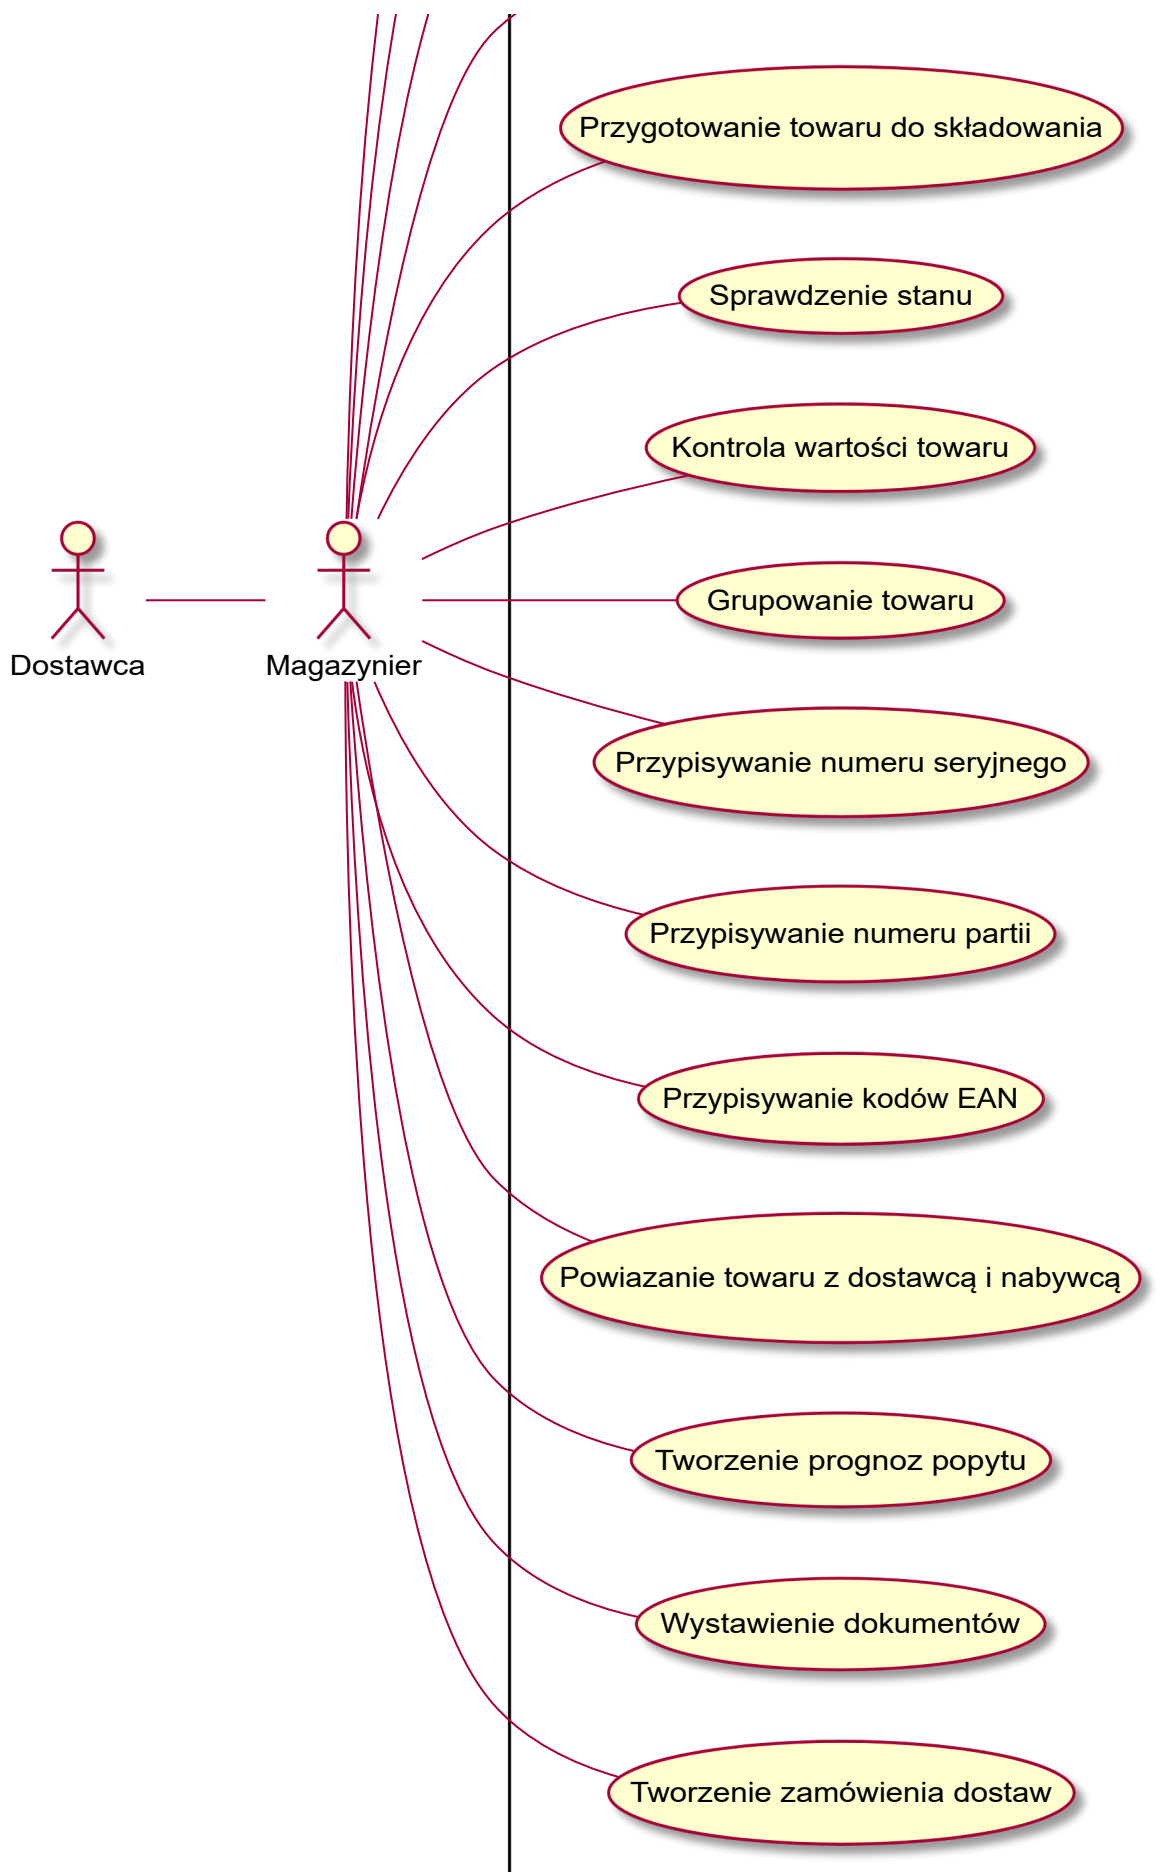 Przygotowanie towaru do składowania
Sprawdzenie stanu
Kontrola wartości towaru
Grupowanie towaru
Dostawca
Magazynier
Przypisywanie numeru seryjnego
Przypisywanie numeru partii
Przypisywanie kodów EAN
Powiazanie towaru z dostawcą i nabywcą
Tworzenie prognoz popytu
Wystawienie dokumentów
Tworzenie zamówienia dostaw